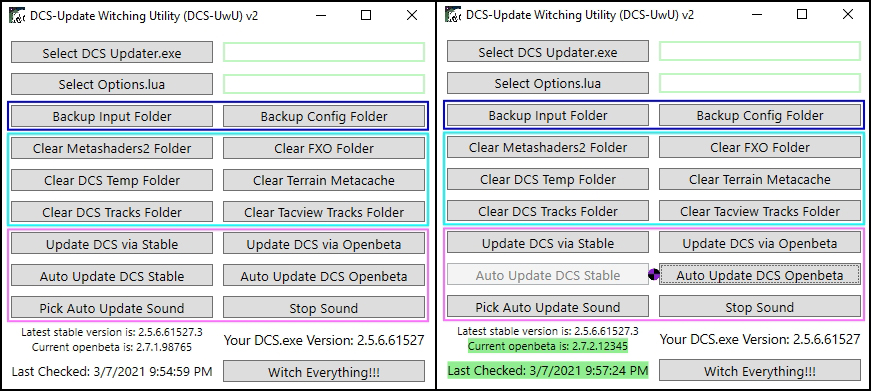 DCS-Update Witching Utility (DCS-UwU) v2
Select DCS Updater.exe
Select Options.lua
Backup Input Folder Backup Config Folder
Clear Metashaders2 Folder Clear FXO Folder
Clear DCS Temp Folder Clear Terrain Metacache
Clear DCS Tracks Folder Clear Tacview Tracks Folder
Update DCS via Stable Update DCS via Openbeta
Auto Update DCS Stable Auto Update DCS Openbeta
Pick Auto Update Sound Stop Sound
Latest stable version is: 2.5.6.61527.3
Current openbeta is: 2.7.1.98765
Your DCS.exe Version: 2.5.6.61527
Last Checked: 3/7/2021 9:54:59 PM Witch Everything!!!
DCS-Update Witching Utility (DCS-UwU) v2
Select DCS Updater.exe
Select Options.lua
Backup Input Folder Backup Config Folder
Clear Metashaders2 Folder Clear FXO Folder
Clear DCS Temp Folder Clear Terrain Metacache
Clear DCS Tracks Folder Clear Tacview Tracks Folder
Update DCS via Stable Update DCS via Openbeta
Auto Update DCS Stable Auto Update DCS Openbeta
Pick Auto Update Sound Stop Sound
Latest stable version is: 2.5.6.61527.3
Current openbeta is: 2.7.2.12345
Your DCS.exe Version: 2.5.6.61527
Last Checked: 3/7/2021 9:57:24 PM Witch Everything!!!